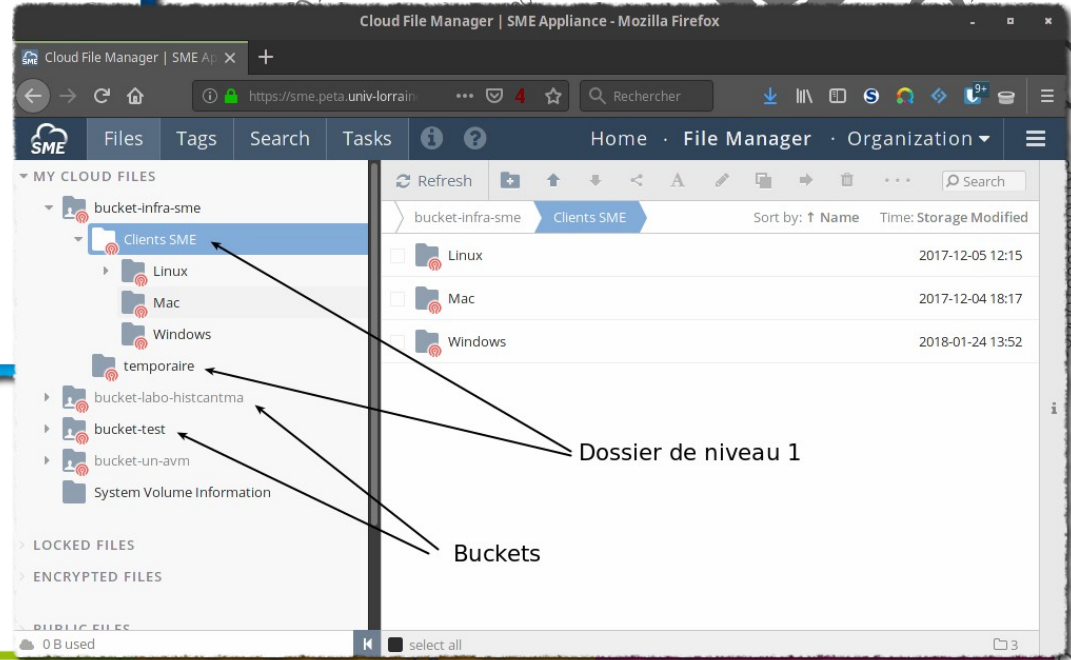 Cloud File Manager | SME Appliance - Mozilla Firefox
Cloud File Manager | SME Ap
https://sme.peta.univ-lorrain
4
Rechercher
9+
SME Files Tags Search Tasks Home · File Manager · Organization
MY CLOUD FILES
bucket-infra-sme
Clients SME
Linux
Mac
Windows
temporaire
bucket-labo-histcantma
bucket-test
bucket-un-avm
System Volume Information
LOCKED FILES
ENCRYPTED FILES
PUBLIC FILES
0 B used
Refresh A ... Search
bucket-infra-sme Clients SME Sort by: ↑ Name Time: Storage Modified
Linux 2017-12-05 12:15
Mac 2017-12-04 18:17
Windows 2018-01-24 13:52
i
Dossier de niveau 1
Buckets
select all 3